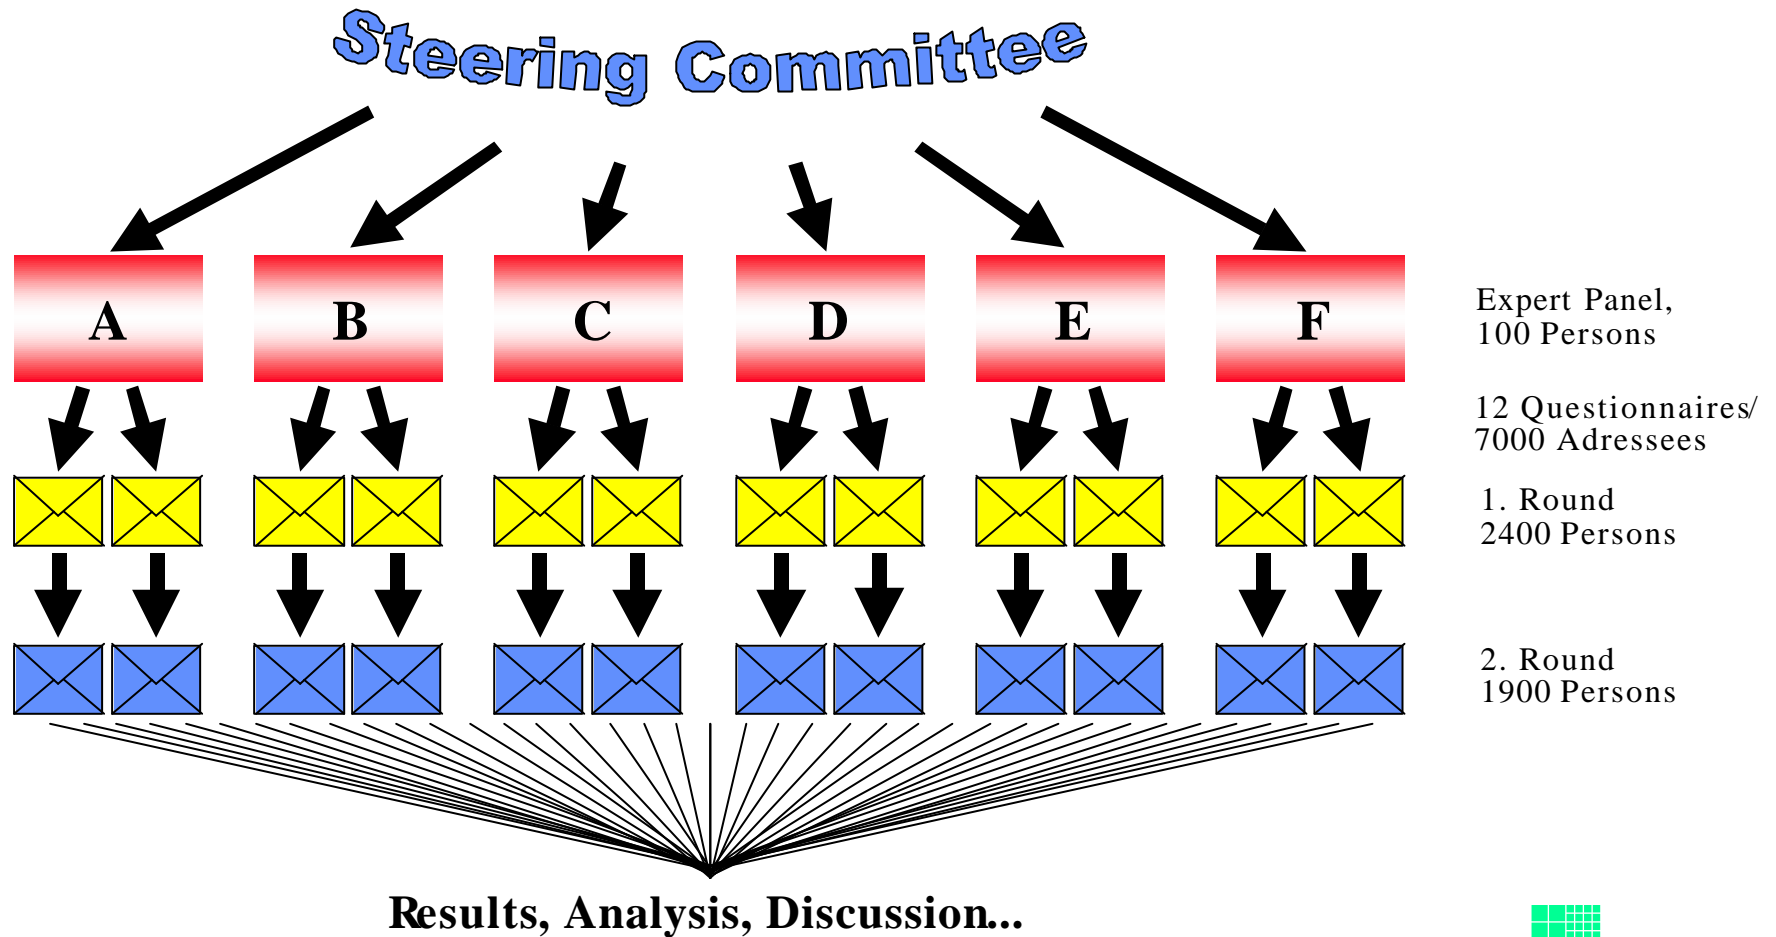 Steering Committee
A B C D E F
Expert Panel,
100 Persons
12 Questionnaires/
7000 Adressees
1. Round
2400 Persons
2. Round
1900 Persons
Results, Analysis, Discussion...